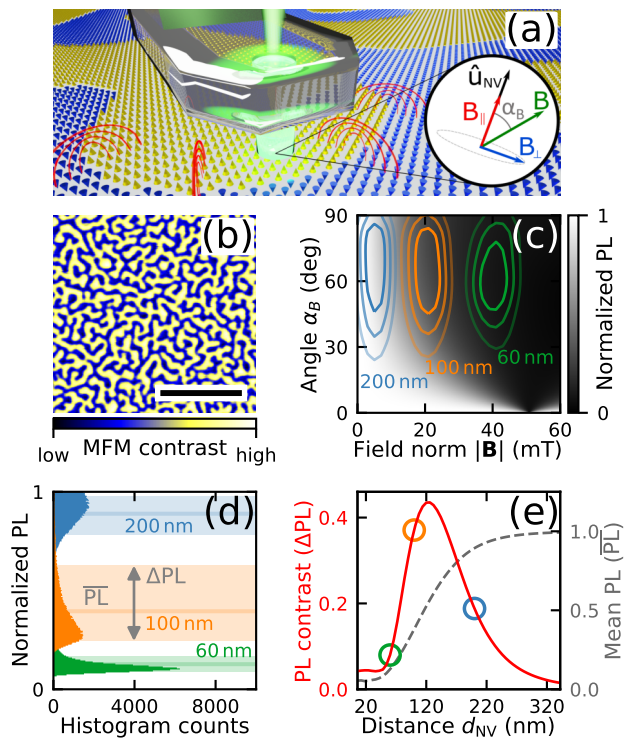 (a)
û_NV
B_∥
α_B
B
B_⊥
(b)
MFM contrast
low
high
(c)
90
60
30
0
Angle α_B (deg)
200 nm
100 nm
60 nm
0
20
40
60
Field norm |B| (mT)
1
0
Normalized PL
(d)
1
0
Normalized PL
200 nm
ΔPL
PL̅
100 nm
60 nm
0
4000
8000
Histogram counts
(e)
0.4
0.2
0.0
PL contrast (ΔPL)
1.0
0.5
0.0
Mean PL (PL̅)
20
120
220
320
Distance d_NV (nm)